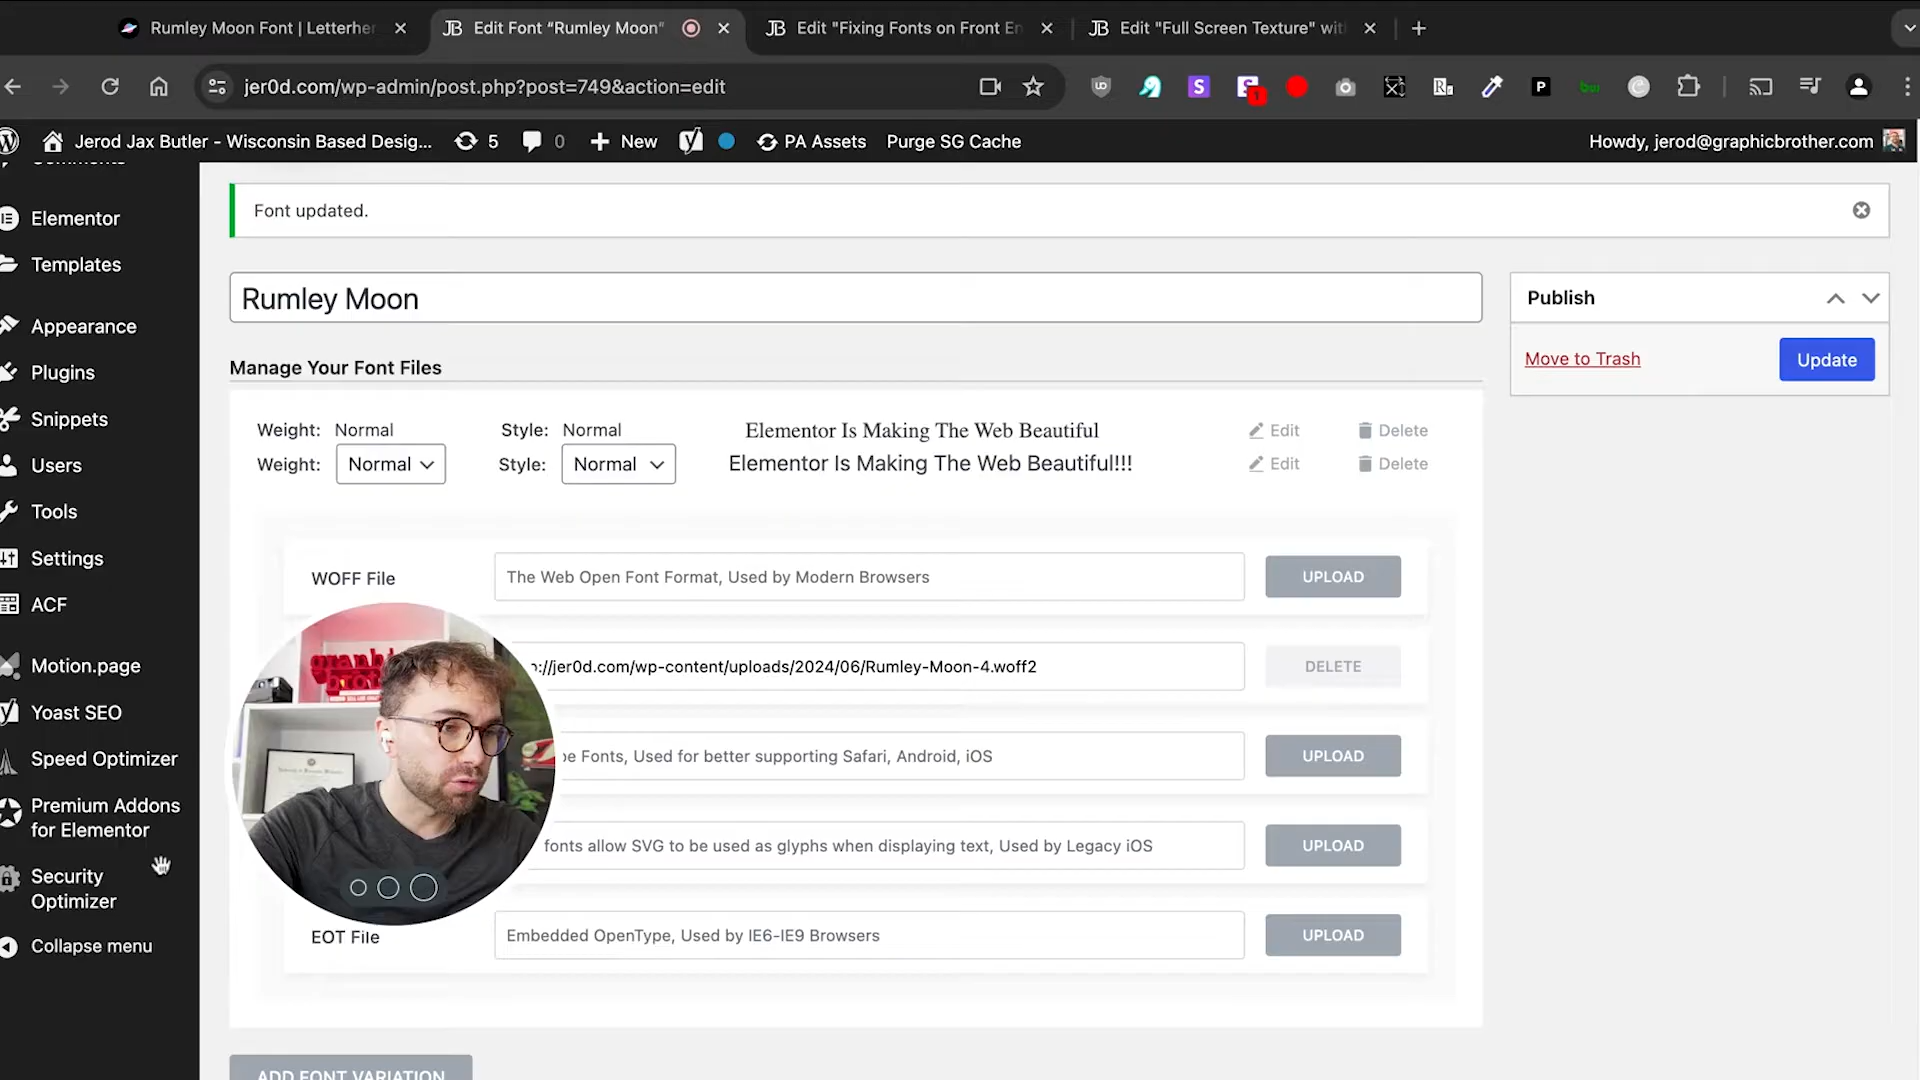 Rumley Moon Font | Letterhe
Edit Font “Rumley Moon”
Edit "Fixing Fonts on Front En
Edit "Full Screen Texture" wit
jer0d.com/wp-admin/post.php?post=749&action=edit
Jerod Jax Butler - Wisconsin Based Desig...
5
0
New
PA Assets
Purge SG Cache
Howdy, jerod@graphicbrother.com
Comments
Elementor
Templates
Appearance
Plugins
Snippets
Users
Tools
Settings
ACF
Motion.page
Yoast SEO
Speed Optimizer
Premium Addons
for Elementor
Security
Optimizer
Collapse menu
Font updated.
Rumley Moon
Publish
Move to Trash
Update
Manage Your Font Files
Weight: Normal Style: Normal Elementor Is Making The Web Beautiful Edit Delete
Weight: Normal Style: Normal Elementor Is Making The Web Beautiful!!! Edit Delete
WOFF File The Web Open Font Format, Used by Modern Browsers UPLOAD
://jer0d.com/wp-content/uploads/2024/06/Rumley-Moon-4.woff2 DELETE
pe Fonts, Used for better supporting Safari, Android, iOS UPLOAD
fonts allow SVG to be used as glyphs when displaying text, Used by Legacy iOS UPLOAD
EOT File Embedded OpenType, Used by IE6-IE9 Browsers UPLOAD
ADD FONT VARIATION